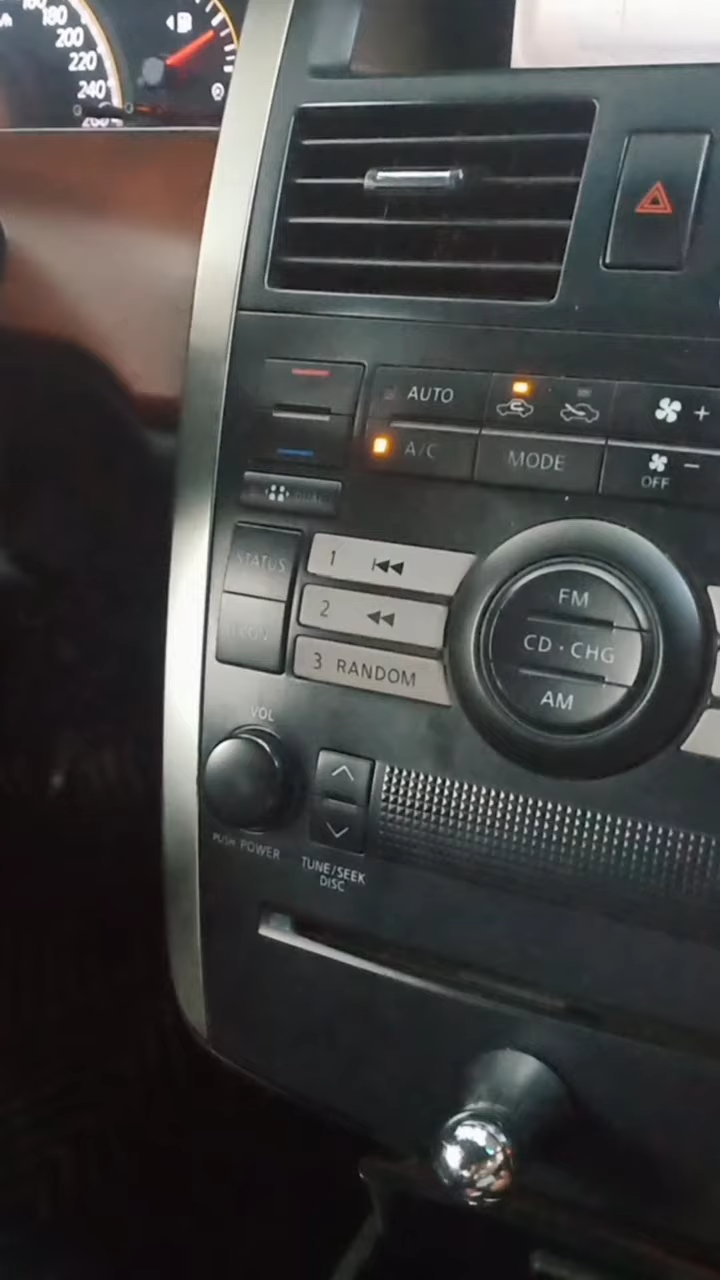 180
200
220
240
AUTO
+
A/C
MODE
−
OFF
DUAL
STATUS
1
2
3 RANDOM
FM
CD·CHG
AM
VOL
PUSH POWER
TUNE/SEEK
DISC